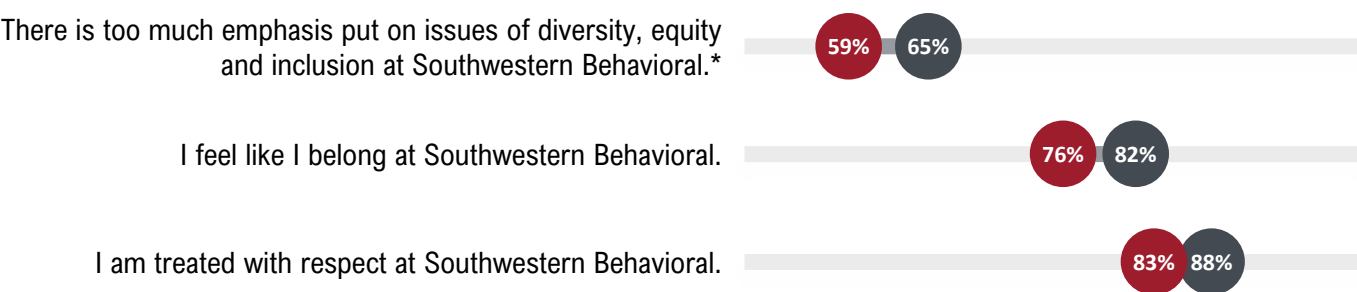 There is too much emphasis put on issues of diversity, equity
and inclusion at Southwestern Behavioral.*
59% 65%
I feel like I belong at Southwestern Behavioral.
76% 82%
I am treated with respect at Southwestern Behavioral.
83% 88%